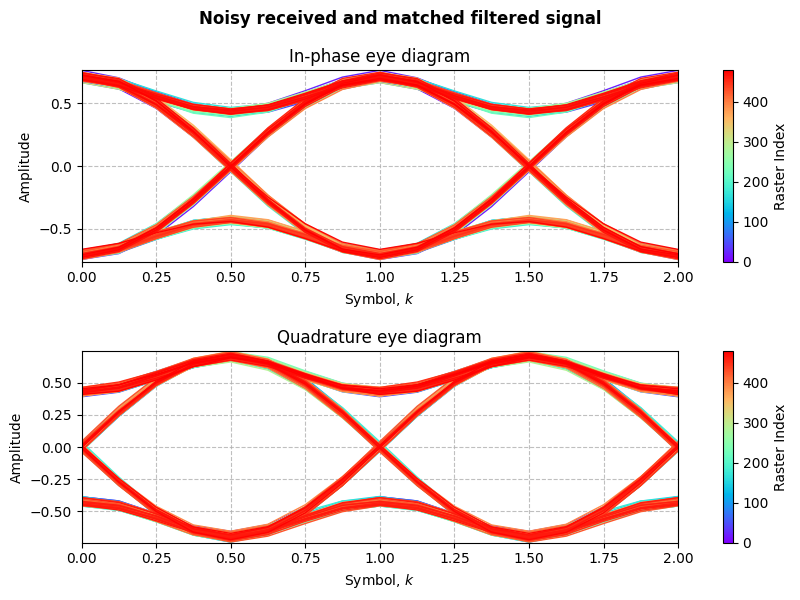 Noisy received and matched filtered signal
In-phase eye diagram
Amplitude
0.5
0.0
−0.5
0.00 0.25 0.50 0.75 1.00 1.25 1.50 1.75 2.00
Symbol, k
400
300
200
100
0
Raster Index
Quadrature eye diagram
Amplitude
0.50
0.25
0.00
−0.25
−0.50
0.00 0.25 0.50 0.75 1.00 1.25 1.50 1.75 2.00
Symbol, k
400
300
200
100
0
Raster Index